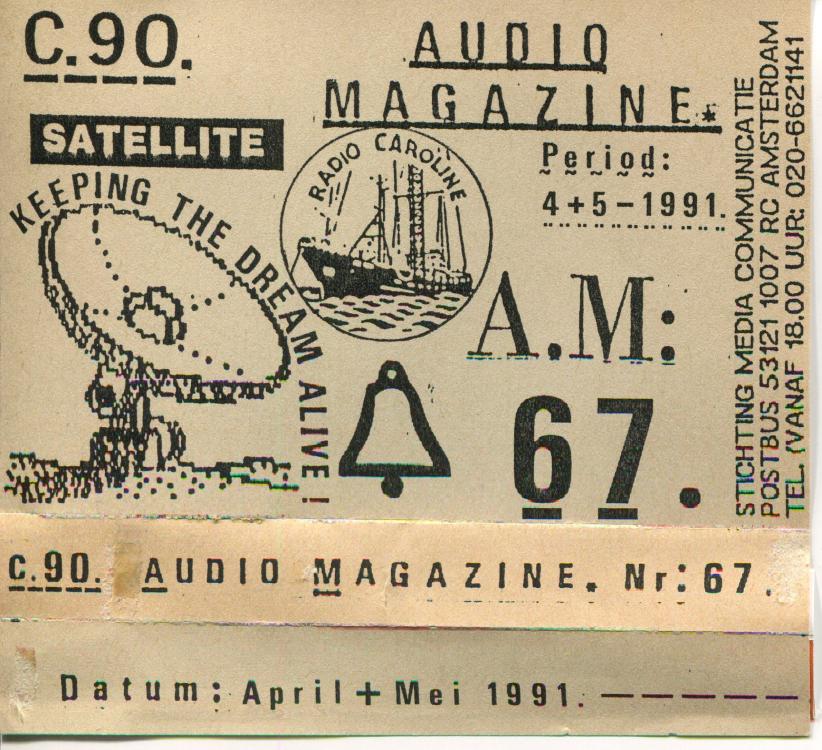 C.90.
AUDIO
MAGAZINE.*
SATELLITE
KEEPING THE DREAM ALIVE!
RADIO CAROLINE
Period:
4+5-1991.
A.M:
67.
STICHTING MEDIA COMMUNICATIE
POSTBUS 53121 1007 RC AMSTERDAM
TEL. (VANAF 18.00 UUR: 020-6621141
C.90. AUDIO MAGAZINE. Nr:67.
Datum: April+Mei 1991.—————